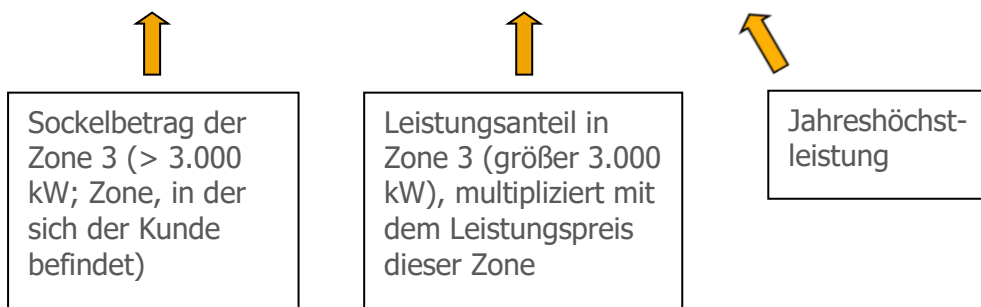 Sockelbetrag der
Zone 3 (> 3.000
kW; Zone, in der
sich der Kunde
befindet)
Leistungsanteil in
Zone 3 (größer 3.000
kW), multipliziert mit
dem Leistungspreis
dieser Zone
Jahreshöchst-
leistung